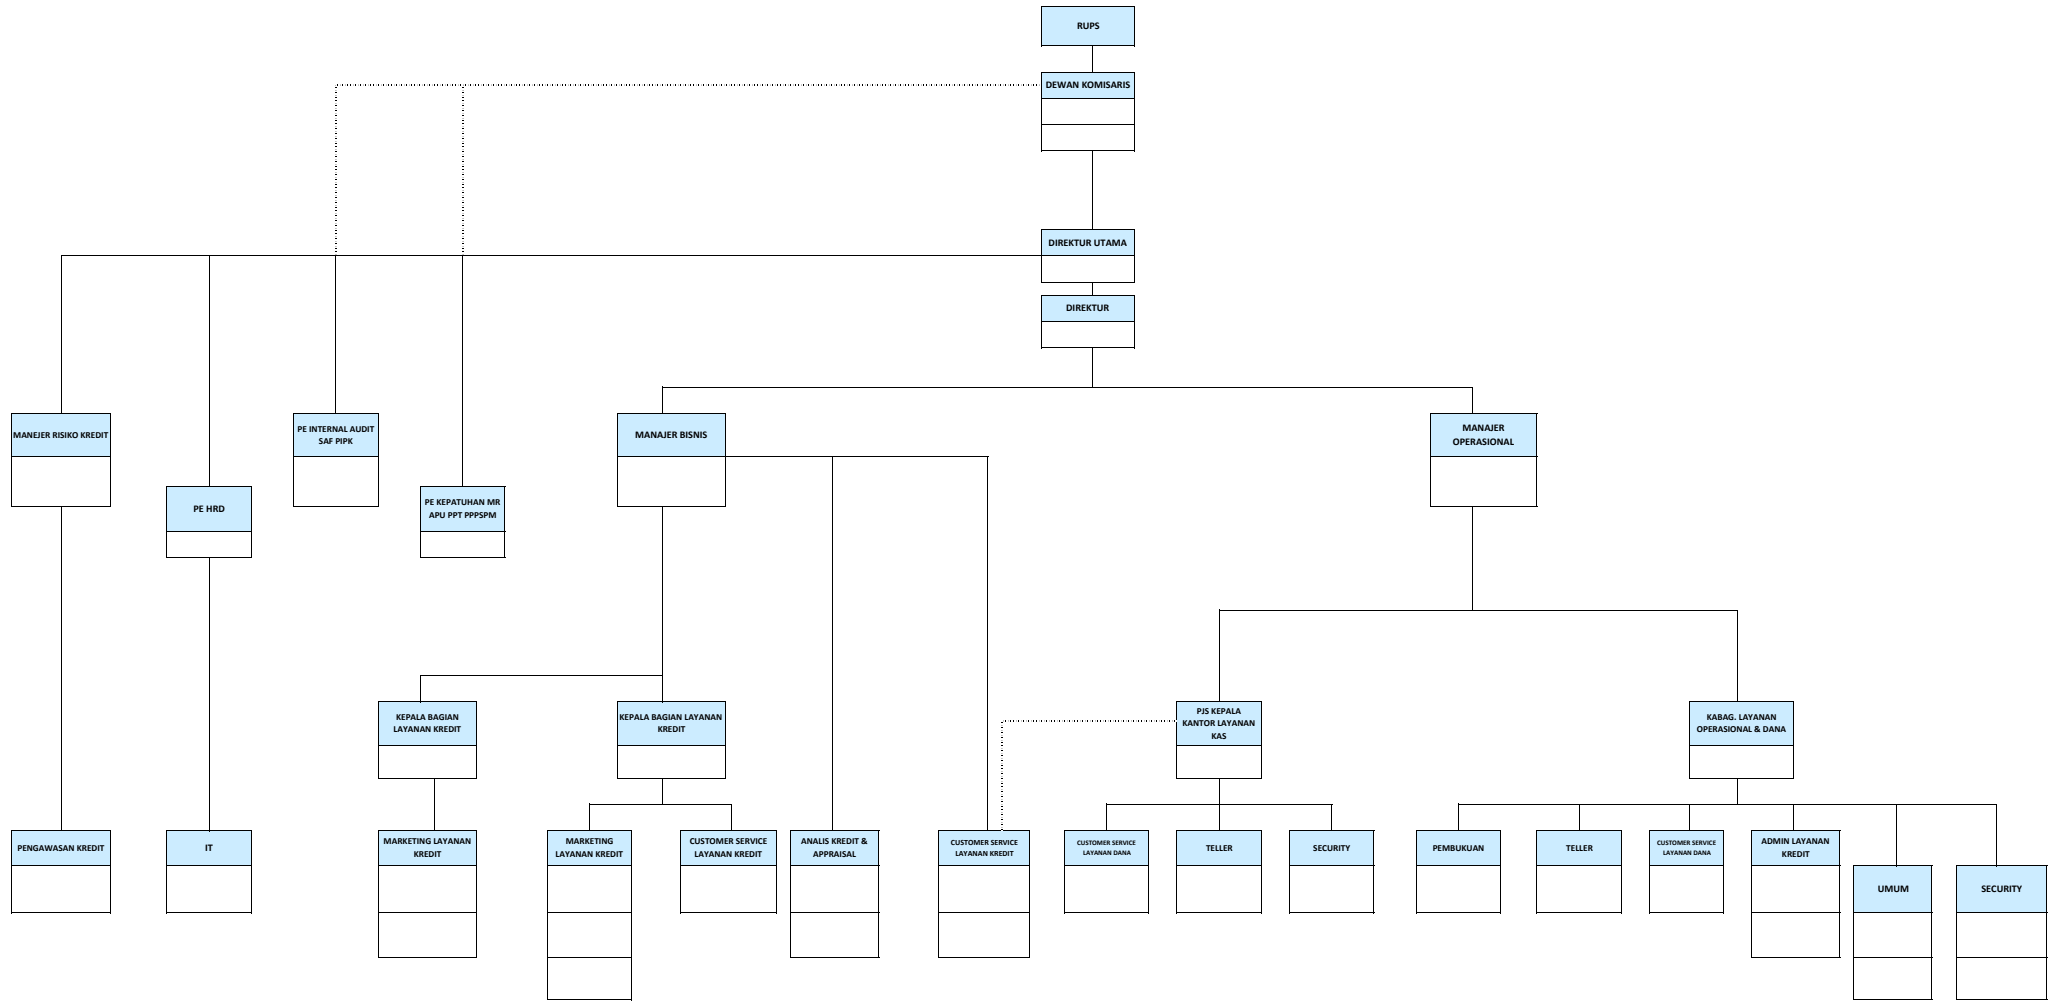 RUPS
DEWAN KOMISARIS
DIREKTUR UTAMA
DIREKTUR
MANEJER RISIKO KREDIT
PE INTERNAL AUDIT
SAF PIPK
MANAJER BISNIS
MANAJER
OPERASIONAL
PE HRD
PE KEPATUHAN MR
APU PPT PPPSPM
KEPALA BAGIAN
LAYANAN KREDIT
KEPALA BAGIAN LAYANAN
KREDIT
PJS KEPALA
KANTOR LAYANAN
KAS
KABAG. LAYANAN
OPERASIONAL & DANA
PENGAWASAN KREDIT
IT
MARKETING LAYANAN
KREDIT
MARKETING
LAYANAN KREDIT
CUSTOMER SERVICE
LAYANAN KREDIT
ANALIS KREDIT &
APPRAISAL
CUSTOMER SERVICE
LAYANAN KREDIT
CUSTOMER SERVICE
LAYANAN DANA
TELLER
SECURITY
PEMBUKUAN
TELLER
CUSTOMER SERVICE
LAYANAN DANA
ADMIN LAYANAN
KREDIT
UMUM
SECURITY